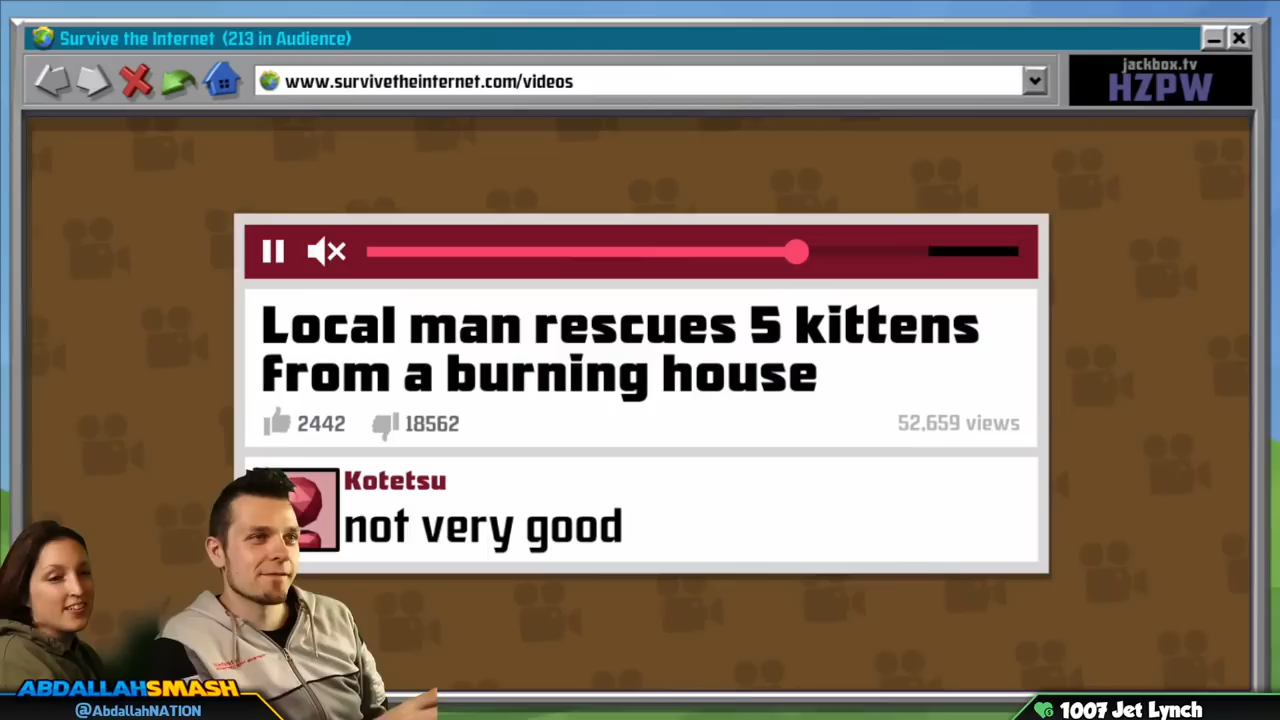 Survive the Internet (213 in Audience)
www.survivetheinternet.com/videos
jackbox.tv
HZPW
Local man rescues 5 kittens
from a burning house
2442 18562 52,659 views
Kotetsu
not very good
ABDALLAHSMASH
@AbdallahNATION
1007 Jet Lynch